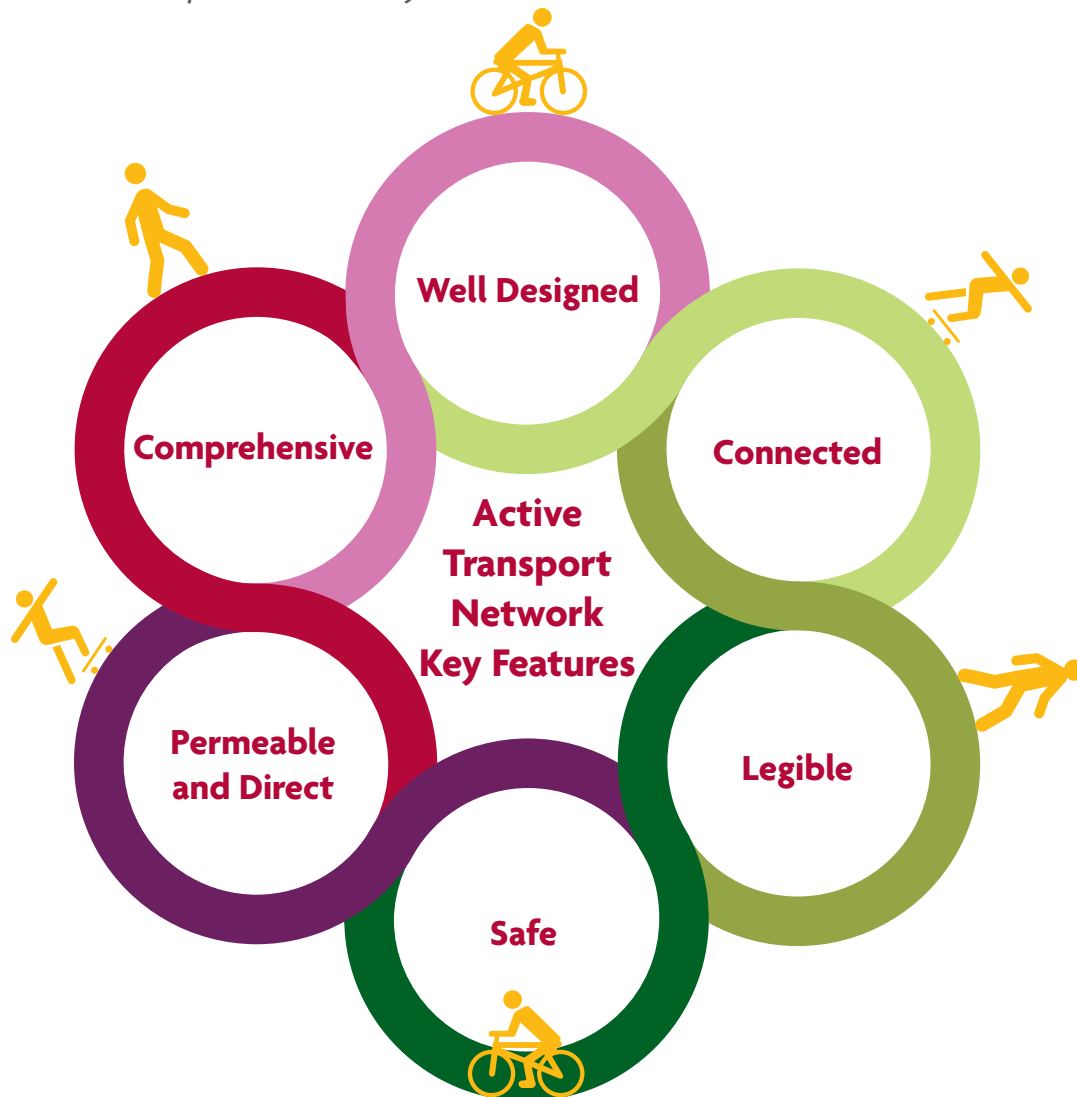 Well Designed
Comprehensive
Connected
Active
Transport
Network
Key Features
Permeable
and Direct
Legible
Safe